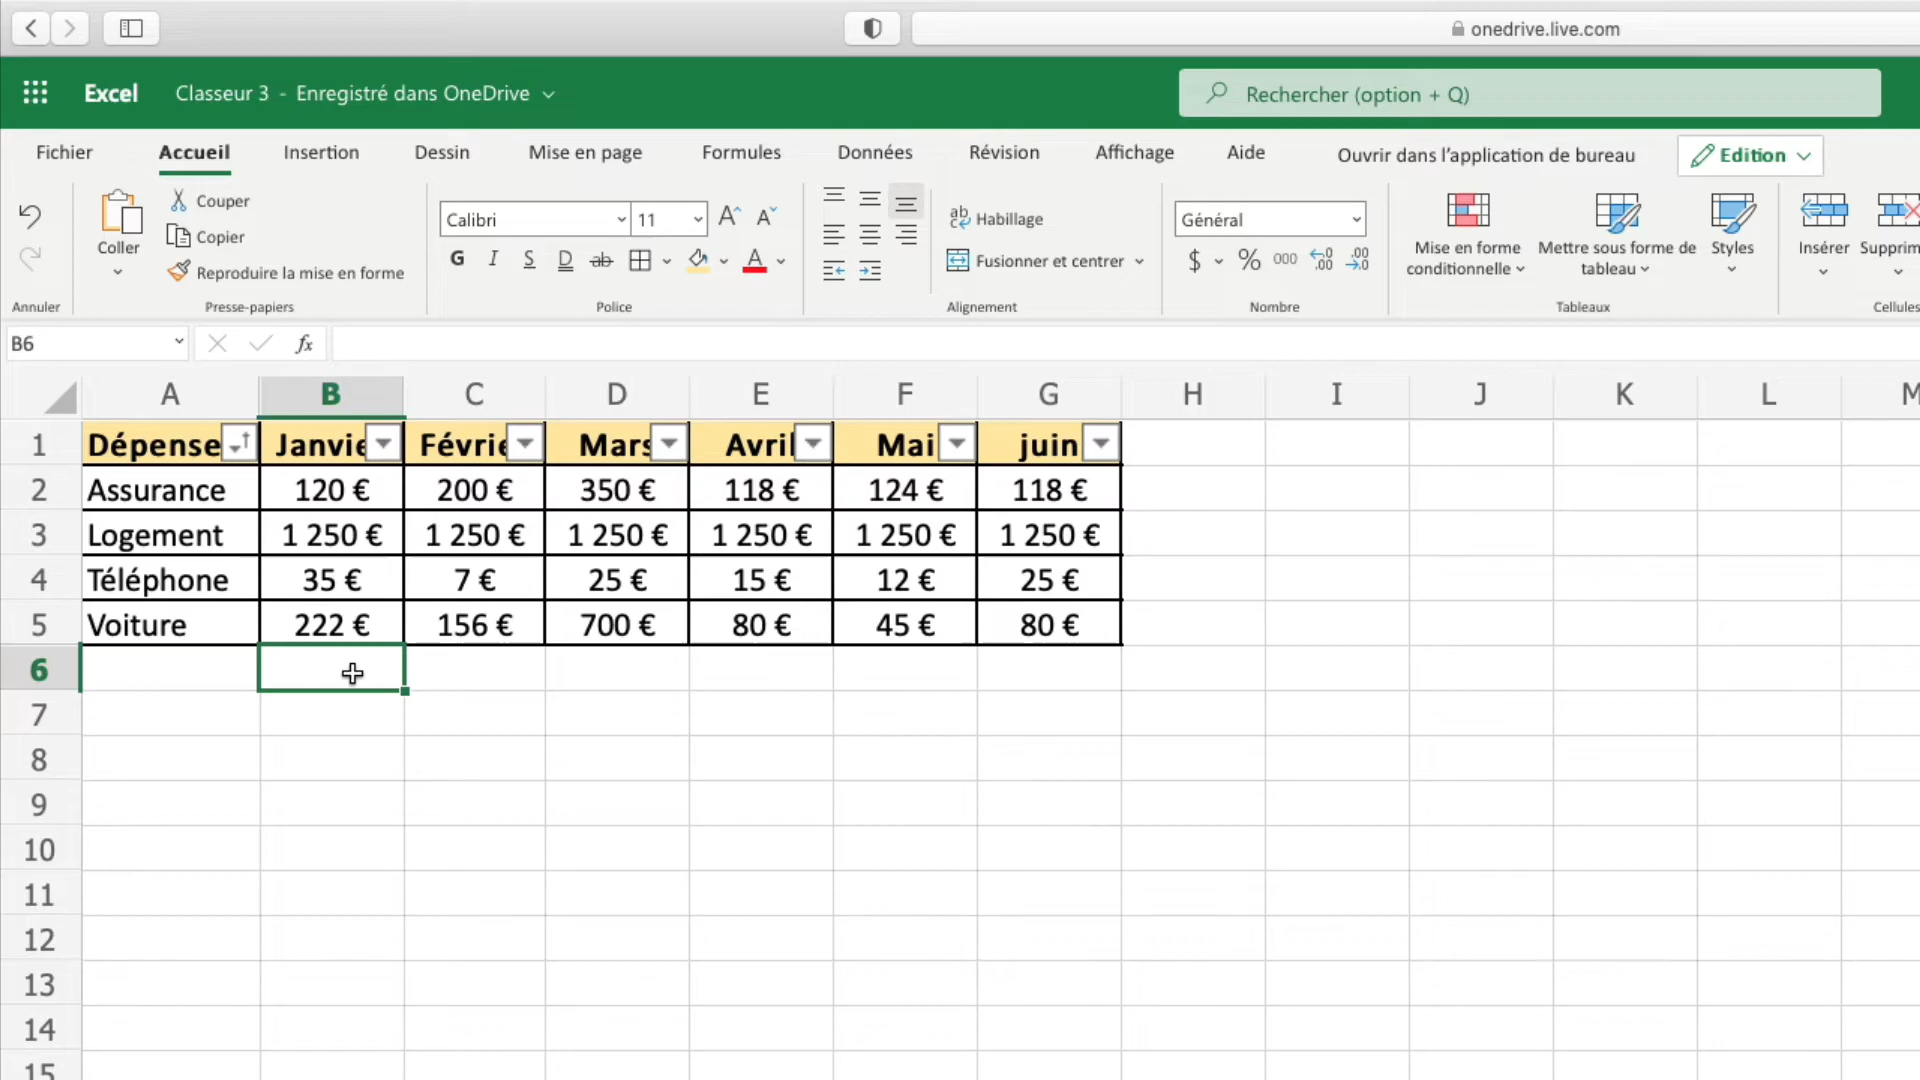 onedrive.live.com
Excel Classeur 3 - Enregistré dans OneDrive
Rechercher (option + Q)
Fichier Accueil Insertion Dessin Mise en page Formules Données Révision Affichage Aide Ouvrir dans l'application de bureau Edition
Annuler
Coller
Couper
Copier
Reproduire la mise en forme
Presse-papiers
Calibri 11
G I S D ab
Police
Habillage
Fusionner et centrer
Alignement
Général
$ % 000
Nombre
Mise en forme conditionnelle
Mettre sous forme de tableau
Styles
Tableaux
Insérer Supprim
Cellules
B6 fx
A B C D E F G H I J K L M
1 Dépense Janvie Févrie Mars Avril Mai juin
2 Assurance 120 € 200 € 350 € 118 € 124 € 118 €
3 Logement 1 250 € 1 250 € 1 250 € 1 250 € 1 250 € 1 250 €
4 Téléphone 35 € 7 € 25 € 15 € 12 € 25 €
5 Voiture 222 € 156 € 700 € 80 € 45 € 80 €
6
7
8
9
10
11
12
13
14
15